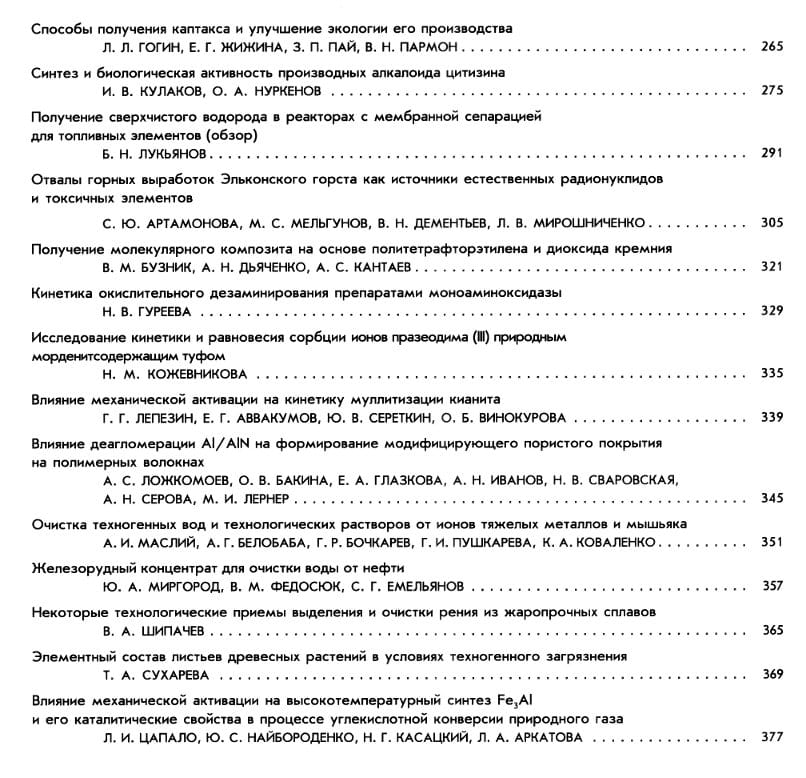 Способы получения каптакса и улучшение экологии его производства
Л. Л. ГОГИН, Е. Г. ЖИЖИНА, З. П. ПАЙ, В. Н. ПАРМОН . . . . . . . . . . . . . . . . . . . . . . . . . . . . . . 265
Синтез и биологическая активность производных алкалоида цитизина
И. В. КУЛАКОВ, О. А. НУРКЕНОВ . . . . . . . . . . . . . . . . . . . . . . . . . . . . . . . . . . . . . . . . . . 275
Получение сверхчистого водорода в реакторах с мембранной сепарацией
для топливных элементов (обзор)
Б. Н. ЛУКЬЯНОВ . . . . . . . . . . . . . . . . . . . . . . . . . . . . . . . . . . . . . . . . . . . . . . . . . . . . . . 291
Отвалы горных выработок Эльконского горста как источники естественных радионуклидов
и токсичных элементов
С. Ю. АРТАМОНОВА, М. С. МЕЛЬГУНОВ, В. Н. ДЕМЕНТЬЕВ, Л. В. МИРОШНИЧЕНКО . . . . . . . . . . 305
Получение молекулярного композита на основе политетрафторэтилена и диоксида кремния
В. М. БУЗНИК, А. Н. ДЬЯЧЕНКО, А. С. КАНТАЕВ . . . . . . . . . . . . . . . . . . . . . . . . . . . . . . . . . . 321
Кинетика окислительного дезаминирования препаратами моноаминоксидазы
Н. В. ГУРЕЕВА . . . . . . . . . . . . . . . . . . . . . . . . . . . . . . . . . . . . . . . . . . . . . . . . . . . . . . . 329
Исследование кинетики и равновесия сорбции ионов празеодима (III) природным
морденитсодержащим туфом
Н. М. КОЖЕВНИКОВА . . . . . . . . . . . . . . . . . . . . . . . . . . . . . . . . . . . . . . . . . . . . . . . . . . 335
Влияние механической активации на кинетику муллитизации кианита
Г. Г. ЛЕПЕЗИН, Е. Г. АВВАКУМОВ, Ю. В. СЕРЕТКИН, О. Б. ВИНОКУРОВА . . . . . . . . . . . . . . . . . . 339
Влияние деагломерации Al/AlN на формирование модифицирующего пористого покрытия
на полимерных волокнах
А. С. ЛОЖКОМОЕВ, О. В. БАКИНА, Е. А. ГЛАЗКОВА, А. Н. ИВАНОВ, Н. В. СВАРОВСКАЯ,
А. Н. СЕРОВА, М. И. ЛЕРНЕР . . . . . . . . . . . . . . . . . . . . . . . . . . . . . . . . . . . . . . . . . . . . . . 345
Очистка техногенных вод и технологических растворов от ионов тяжелых металлов и мышьяка
А. И. МАСЛИЙ, А. Г. БЕЛОБАБА, Г. Р. БОЧКАРЕВ, Г. И. ПУШКАРЕВА, К. А. КОВАЛЕНКО . . . . . . . . . 351
Железорудный концентрат для очистки воды от нефти
Ю. А. МИРГОРОД, В. М. ФЕДОСЮК, С. Г. ЕМЕЛЬЯНОВ . . . . . . . . . . . . . . . . . . . . . . . . . . . . 357
Некоторые технологические приемы выделения и очистки рения из жаропрочных сплавов
В. А. ШИПАЧЕВ . . . . . . . . . . . . . . . . . . . . . . . . . . . . . . . . . . . . . . . . . . . . . . . . . . . . . . 365
Элементный состав листьев древесных растений в условиях техногенного загрязнения
Т. А. СУХАРЕВА . . . . . . . . . . . . . . . . . . . . . . . . . . . . . . . . . . . . . . . . . . . . . . . . . . . . . 369
Влияние механической активации на высокотемпературный синтез Fe₃Al
и его каталитические свойства в процессе углекислотной конверсии природного газа
Л. И. ЦАПАЛО, Ю. С. НАЙБОРОДЕНКО, Н. Г. КАСАЦКИЙ, Л. А. АРКАТОВА . . . . . . . . . . . . . . . . 377